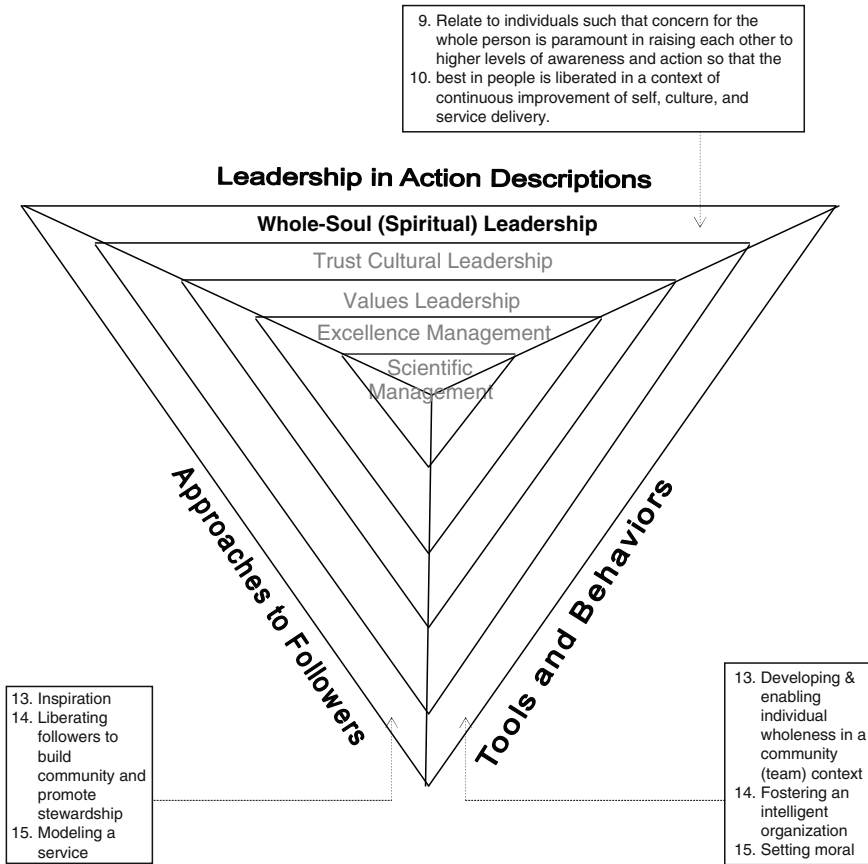 9. Relate to individuals such that concern for the
whole person is paramount in raising each other to
higher levels of awareness and action so that the
10. best in people is liberated in a context of
continuous improvement of self, culture, and
service delivery.
Leadership in Action Descriptions
Whole-Soul (Spiritual) Leadership
Trust Cultural Leadership
Values Leadership
Excellence Management
Scientific
Management
Approaches to Followers
Tools and Behaviors
13. Inspiration
14. Liberating
followers to
build
community and
promote
stewardship
15. Modeling a
service
13. Developing &
enabling
individual
wholeness in a
community
(team) context
14. Fostering an
intelligent
organization
15. Setting moral